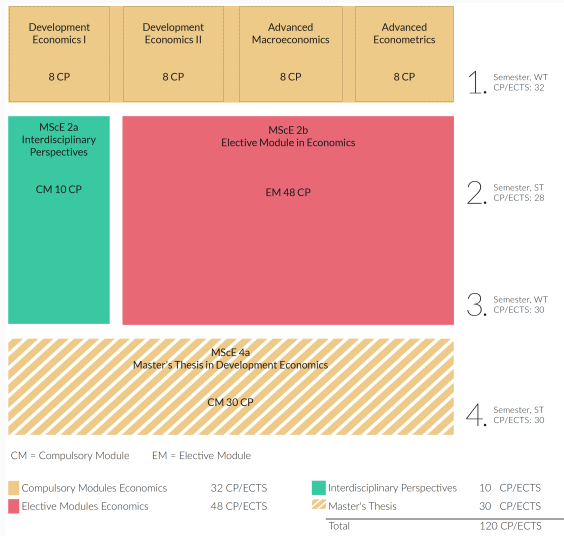 Development
Economics I
8 CP
Development
Economics II
8 CP
Advanced
Macroeconomics
8 CP
Advanced
Econometrics
8 CP
1. Semester, WT
CP/ECTS: 32
MScE 2a
Interdisciplinary
Perspectives
CM 10 CP
MScE 2b
Elective Module in Economics
EM 48 CP
2. Semester, ST
CP/ECTS: 28
3. Semester, WT
CP/ECTS: 30
MScE 4a
Master's Thesis in Development Economics
CM 30 CP
4. Semester, ST
CP/ECTS: 30
CM = Compulsory Module EM = Elective Module
Compulsory Modules Economics 32 CP/ECTS
Elective Modules Economics 48 CP/ECTS
Interdisciplinary Perspectives 10 CP/ECTS
Master's Thesis 30 CP/ECTS
Total 120 CP/ECTS